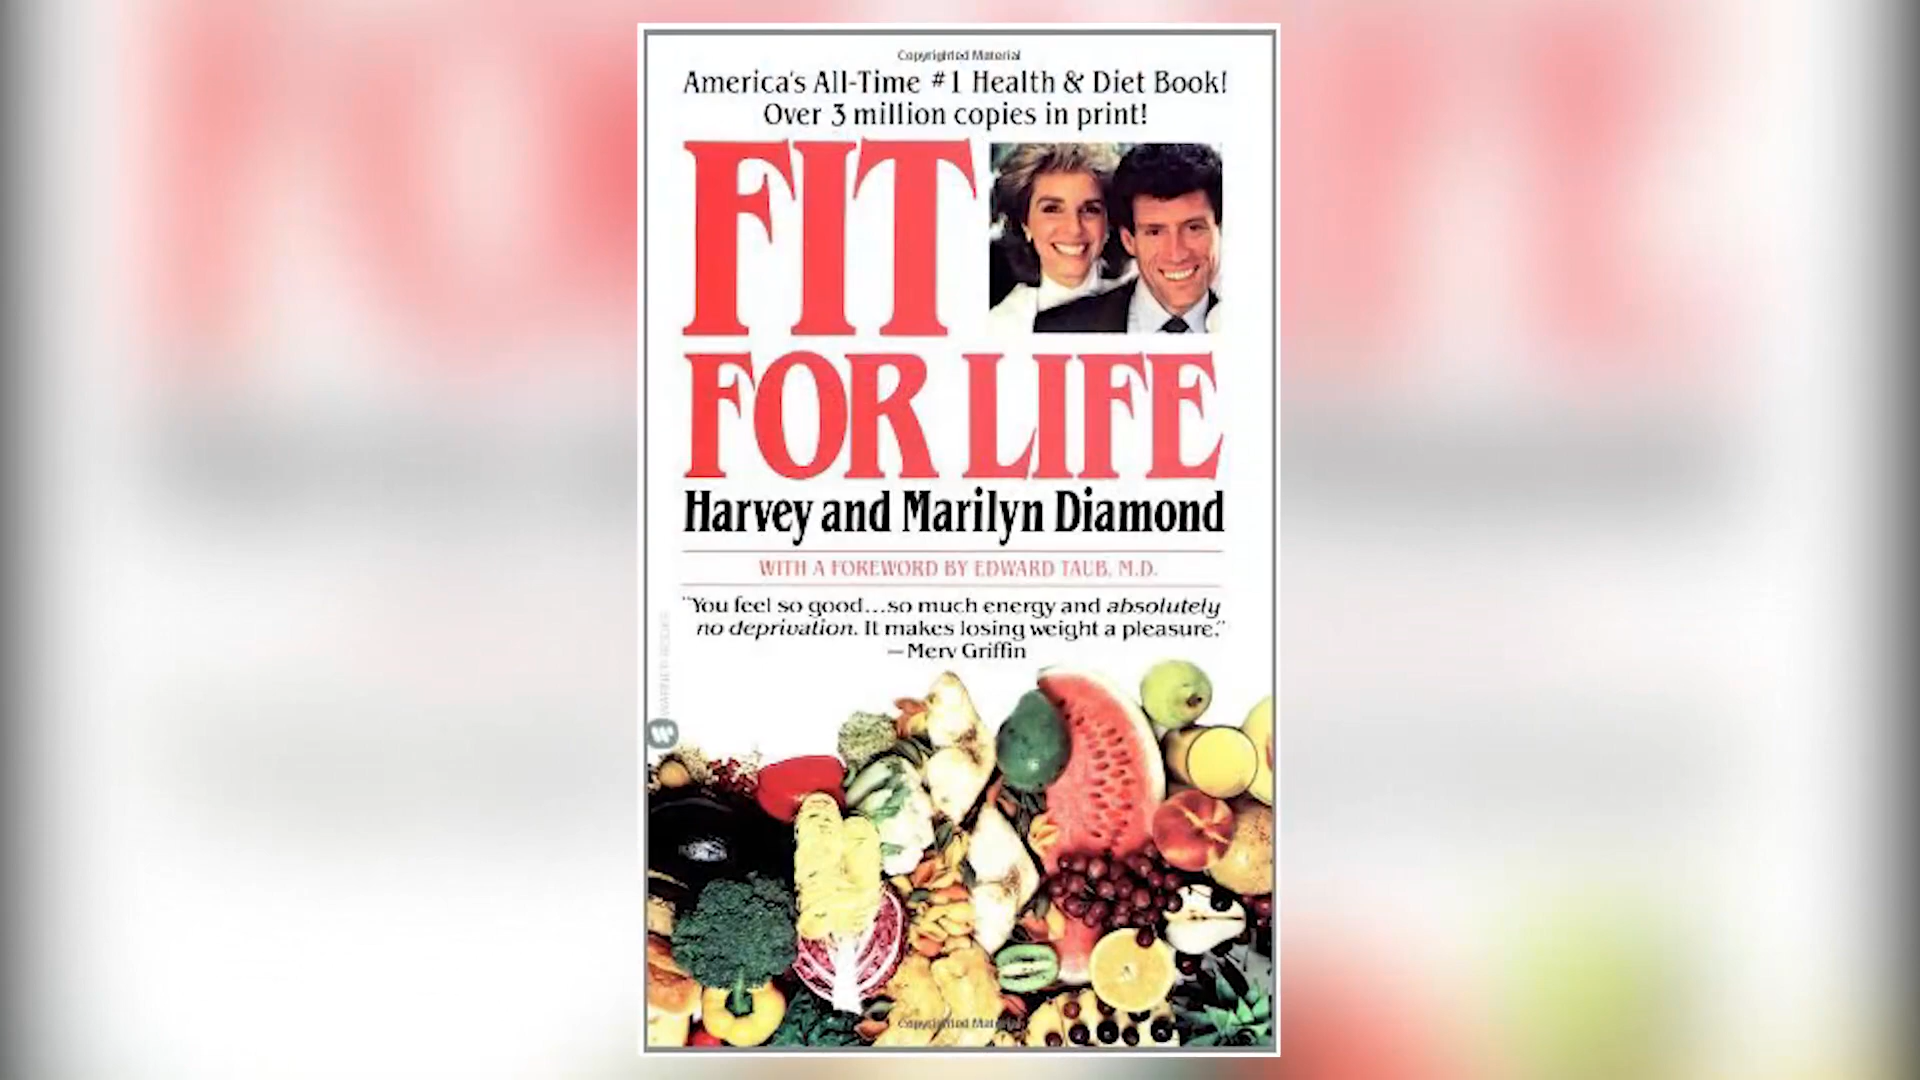 Copyrighted Material
America's All-Time #1 Health & Diet Book!
Over 3 million copies in print!
FIT
FOR LIFE
Harvey and Marilyn Diamond
WITH A FOREWORD BY EDWARD TAUB, M.D.
"You feel so good...so much energy and absolutely
no deprivation. It makes losing weight a pleasure."
—Merv Griffin
WARNER BOOKS
Copyrighted Material